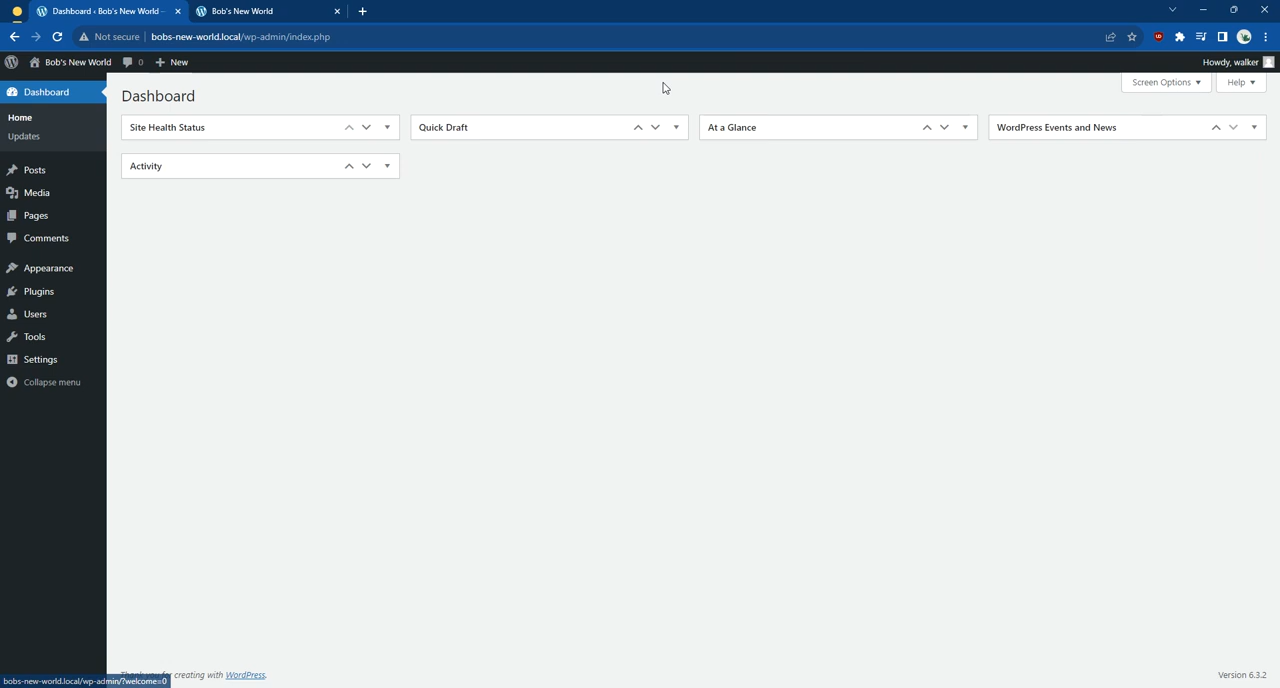 Dashboard ‹ Bob's New World –
Bob's New World
Not secure
bobs-new-world.local/wp-admin/index.php
Bob's New World
0
New
Howdy, walker
Dashboard
Home
Updates
Posts
Media
Pages
Comments
Appearance
Plugins
Users
Tools
Settings
Collapse menu
Screen Options
Help
Dashboard
Site Health Status
Quick Draft
At a Glance
WordPress Events and News
Activity
Thank you for creating with WordPress.
Version 6.3.2
bobs-new-world.local/wp-admin/?welcome=0